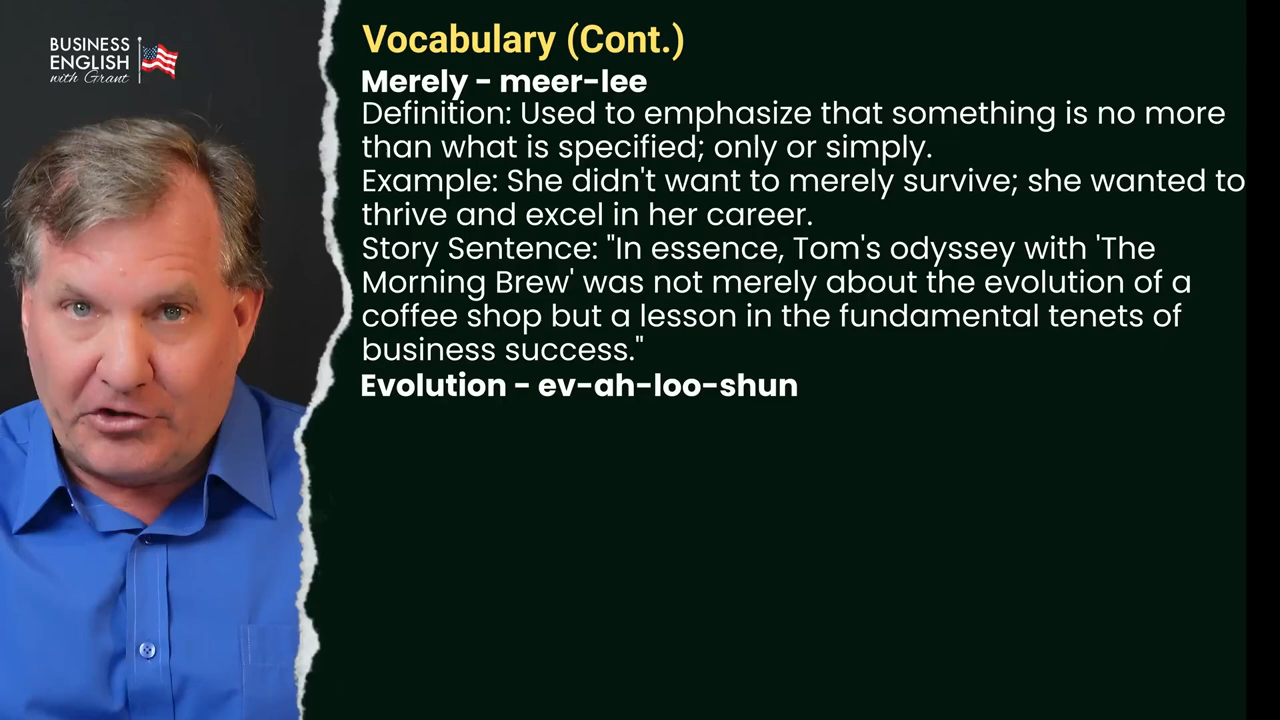 BUSINESS
ENGLISH
with Grant
Vocabulary (Cont.)
Merely - meer-lee
Definition: Used to emphasize that something is no more
than what is specified; only or simply.
Example: She didn't want to merely survive; she wanted to
thrive and excel in her career.
Story Sentence: "In essence, Tom's odyssey with 'The
Morning Brew' was not merely about the evolution of a
coffee shop but a lesson in the fundamental tenets of
business success."
Evolution - ev-ah-loo-shun